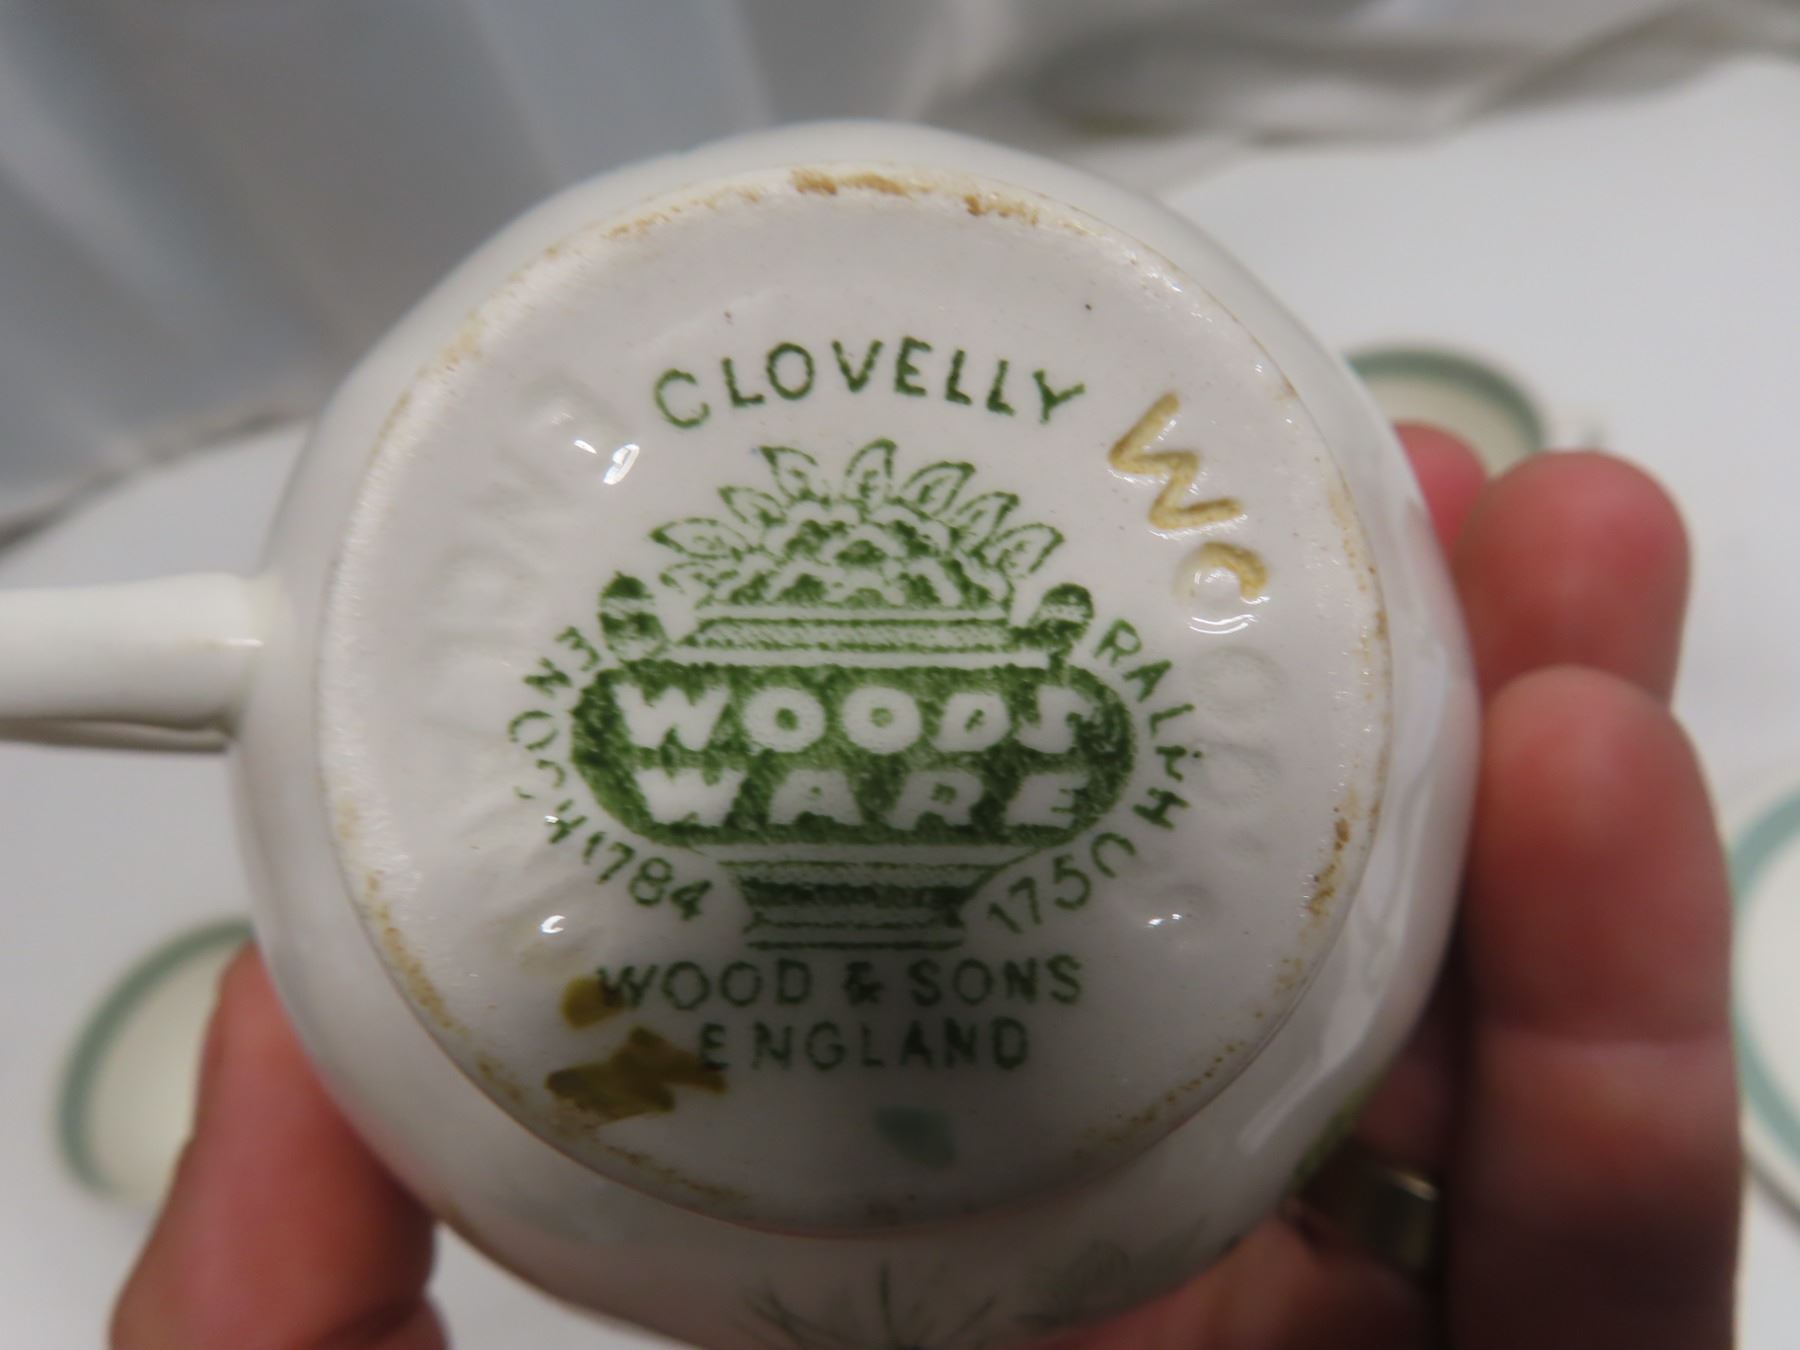 CLOVELLY
WC
ENOCH 1784
RALPH 1750
WOODS
WARE
WOOD & SONS
ENGLAND